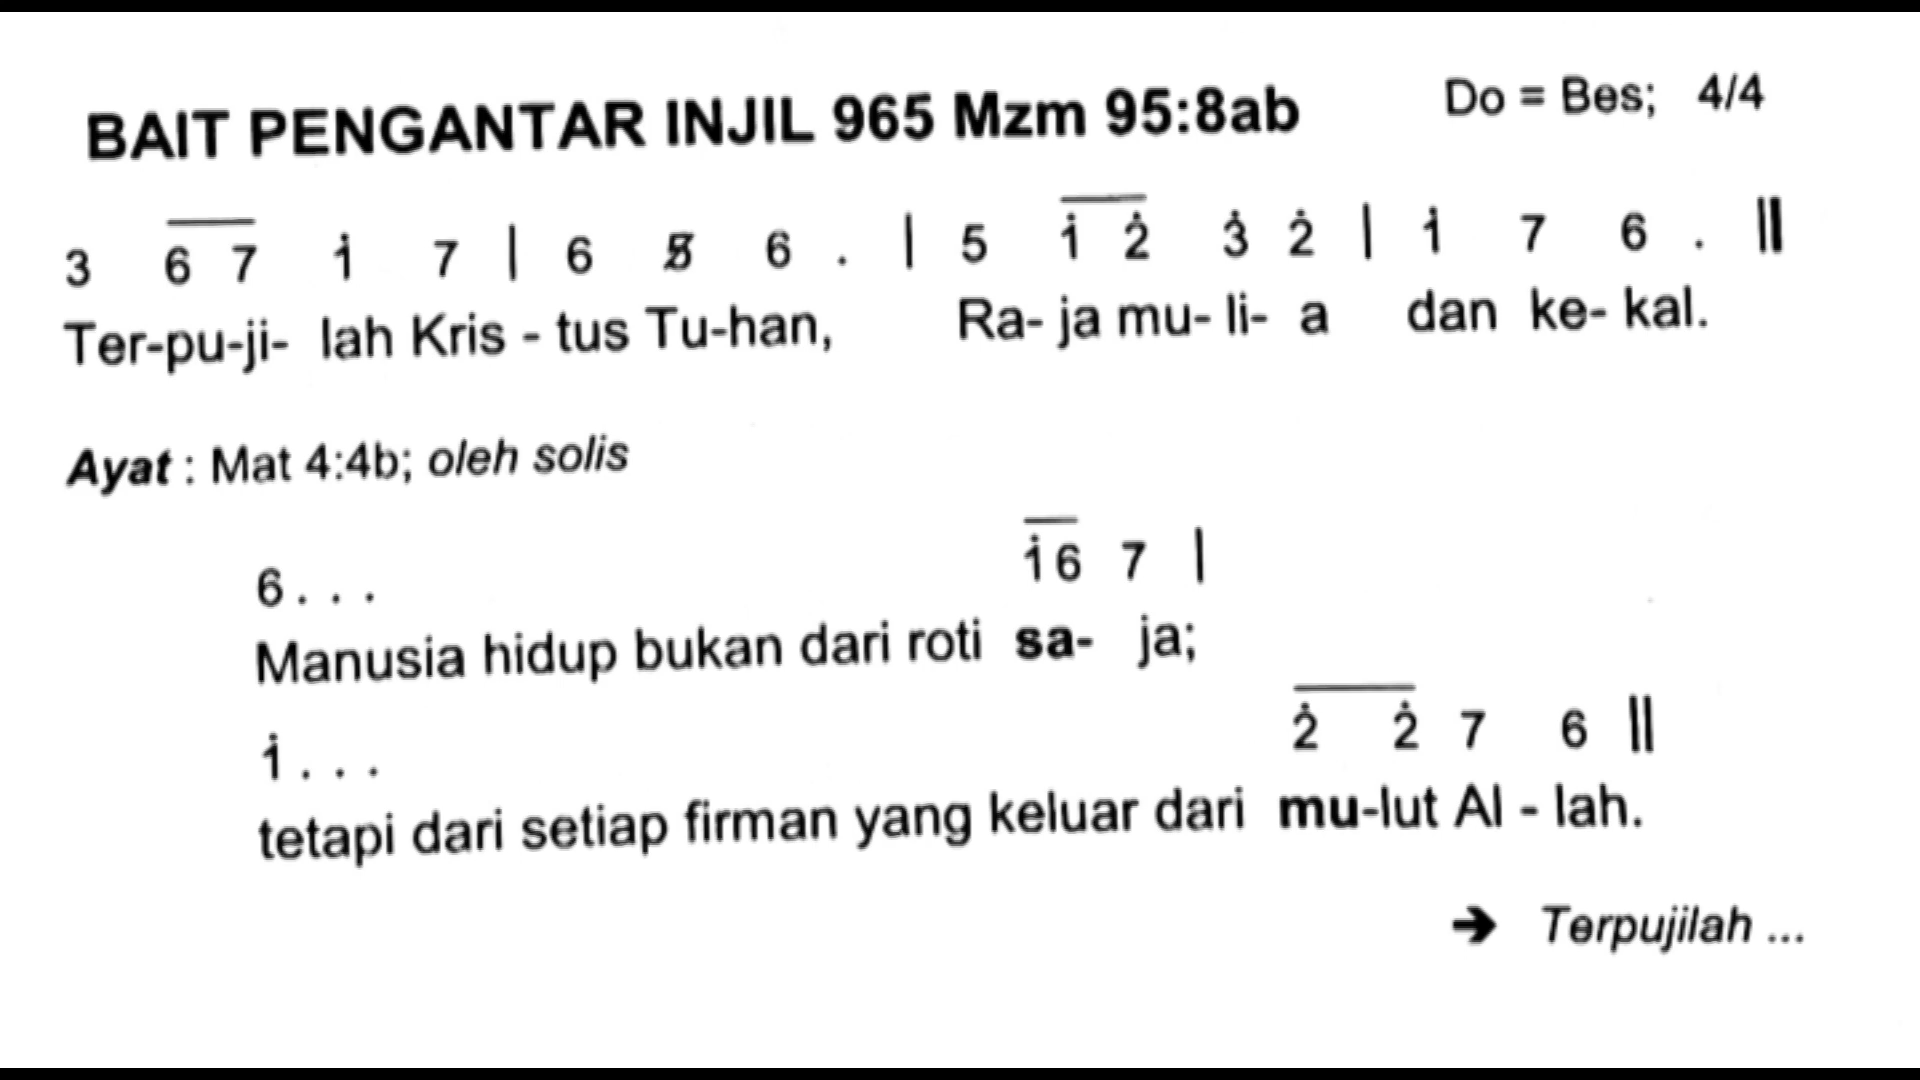 BAIT PENGANTAR INJIL 965 Mzm 95:8ab Do = Bes; 4/4
3 6 7 1̇ 7 | 6 5̸ 6 . | 5 1̇ 2̇ 3̇ 2̇ | 1̇ 7 6 . ||
Ter-pu-ji- lah Kris - tus Tu-han, Ra- ja mu- li- a dan ke- kal.
Ayat : Mat 4:4b; oleh solis
1̇6 7 |
6 . . .
Manusia hidup bukan dari roti sa- ja;
2̇ 2̇ 7 6 ||
1̇ . . .
tetapi dari setiap firman yang keluar dari mu-lut Al - lah.
➔ Terpujilah ...